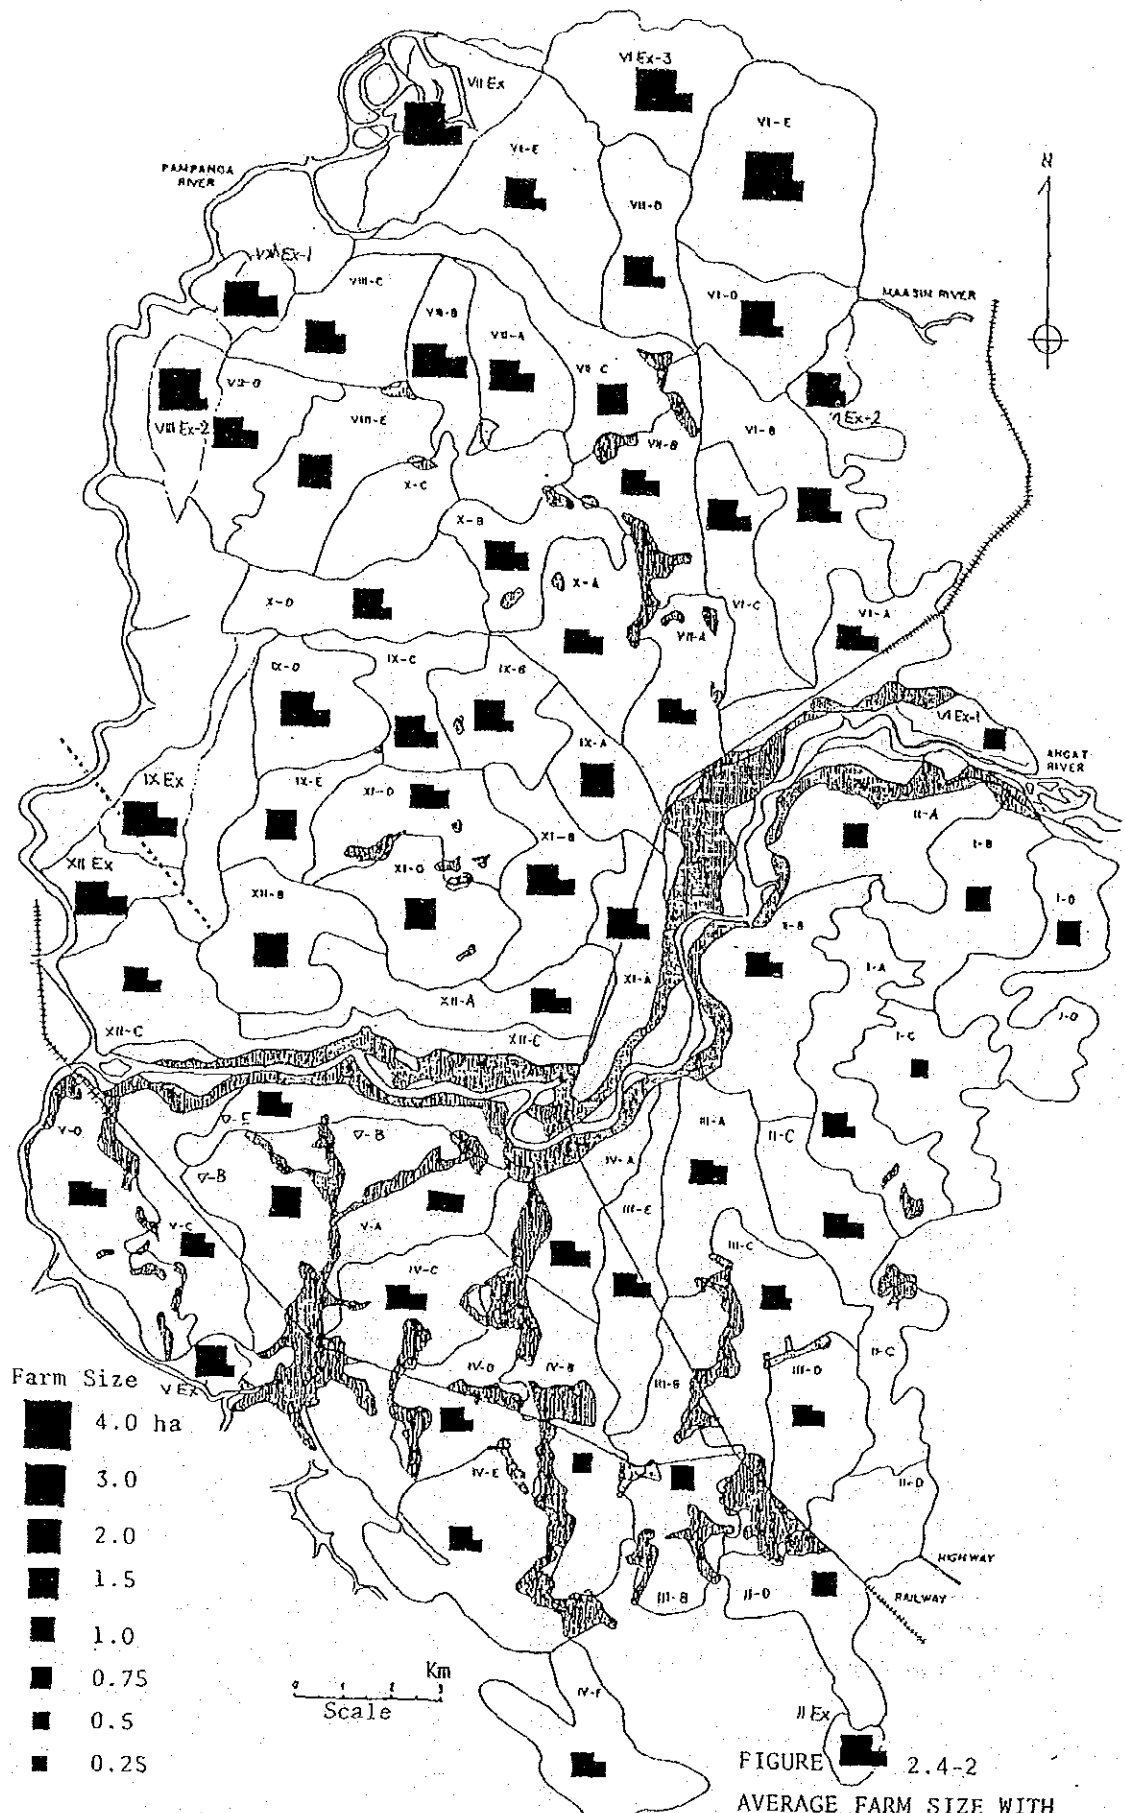 VI Ex-3
VII Ex
VI-E
VI-E
N
PAMPANGA
RIVER
VII-D
VIII-C
VI-D
MAASIN RIVER
VII-B
VII-A
VII-C
VIII Ex-2
VIII-E
VI-B
VII-B
X-C
X-B
X-D
X-A
VI-C
VI-A
VII-A
IX-D
IX-C
IX-B
VI Ex-1
IX-A
ANGAT
RIVER
IX Ex
IX-E
XI-D
II-A
XI-B
I-B
XII Ex
XII-B
XI-D
I-D
II-B
I-A
XI-A
XII-A
I-D
XII-C
XII-C
I-C
V-E
III-A
V-D
V-B
II-C
IV-A
V-B
III-E
V-A
V-C
III-C
IV-C
II-C
IV-D
IV-B
III-D
V Ex
III-B
Farm Size
4.0 ha
3.0
2.0
1.5
1.0
0.75
0.5
0.25
IV-E
II-D
HIGHWAY
III-B
II-D
RAILWAY
Km
0 1 2 3
Scale
IV-F
II Ex
FIGURE 2.4-2
AVERAGE FARM SIZE WITH